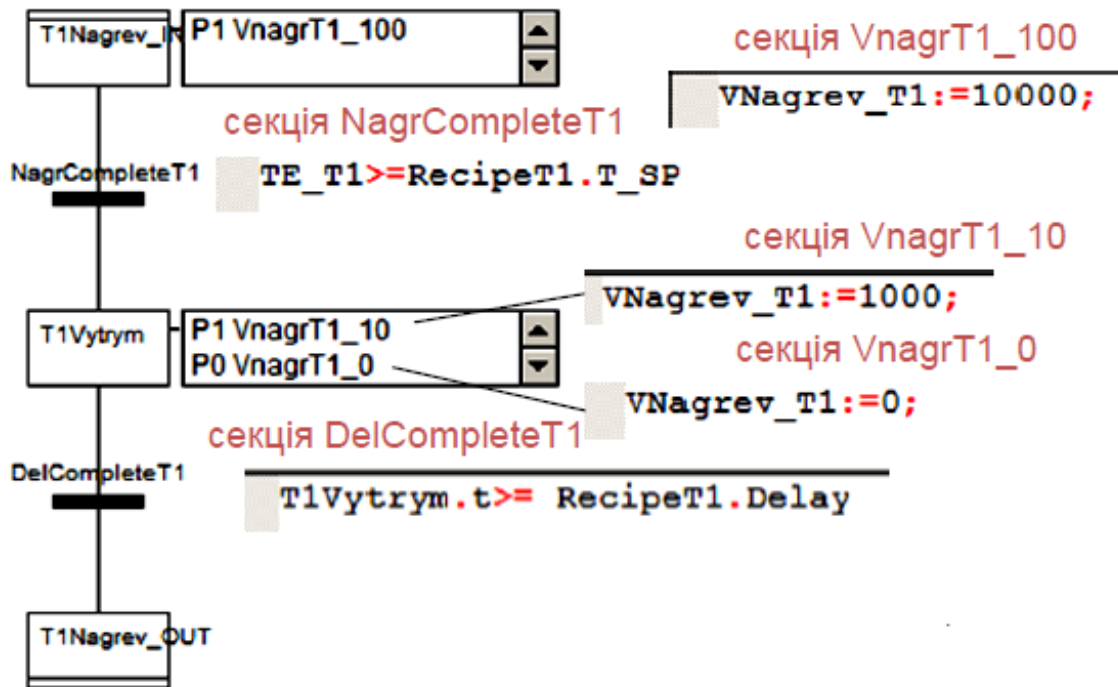 T1Nagrev_IN
P1 VnagrT1_100
секція VnagrT1_100
VNagrev_T1:=10000;
секція NagrCompleteT1
NagrCompleteT1
TE_T1>=RecipeT1.T_SP
секція VnagrT1_10
VNagrev_T1:=1000;
T1Vytrym
P1 VnagrT1_10
P0 VnagrT1_0
секція VnagrT1_0
VNagrev_T1:=0;
секція DelCompleteT1
DelCompleteT1
T1Vytrym.t>= RecipeT1.Delay
T1Nagrev_OUT